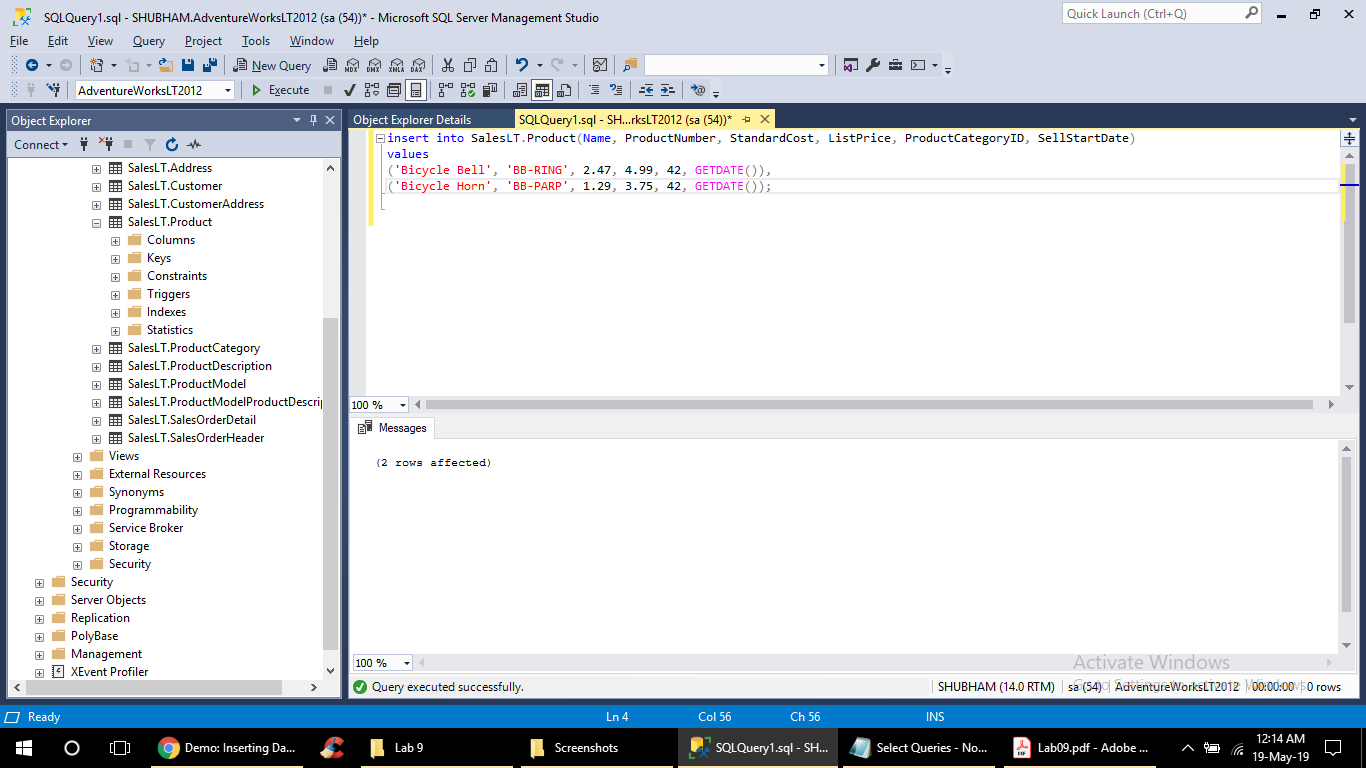 SQLQuery1.sql - SHUBHAM.AdventureWorksLT2012 (sa (54))* - Microsoft SQL Server Management Studio
Quick Launch (Ctrl+Q)
File Edit View Query Project Tools Window Help
New Query MDX DMX XMLA DAX
AdventureWorksLT2012 Execute
Object Explorer
Connect
SalesLT.Address
SalesLT.Customer
SalesLT.CustomerAddress
SalesLT.Product
Columns
Keys
Constraints
Triggers
Indexes
Statistics
SalesLT.ProductCategory
SalesLT.ProductDescription
SalesLT.ProductModel
SalesLT.ProductModelProductDescrip
SalesLT.SalesOrderDetail
SalesLT.SalesOrderHeader
Views
External Resources
Synonyms
Programmability
Service Broker
Storage
Security
Security
Server Objects
Replication
PolyBase
Management
XEvent Profiler
Object Explorer Details SQLQuery1.sql - SH...rksLT2012 (sa (54))*
insert into SalesLT.Product(Name, ProductNumber, StandardCost, ListPrice, ProductCategoryID, SellStartDate)
values
('Bicycle Bell', 'BB-RING', 2.47, 4.99, 42, GETDATE()),
('Bicycle Horn', 'BB-PARP', 1.29, 3.75, 42, GETDATE());
100 %
Messages
(2 rows affected)
100 %
Activate Windows
Go to Settings to activate Windows.
Query executed successfully. SHUBHAM (14.0 RTM) sa (54) AdventureWorksLT2012 00:00:00 0 rows
Ready Ln 4 Col 56 Ch 56 INS
Demo: Inserting Da... Lab 9 Screenshots SQLQuery1.sql - SH... Select Queries - No... Lab09.pdf - Adobe ... 12:14 AM
19-May-19